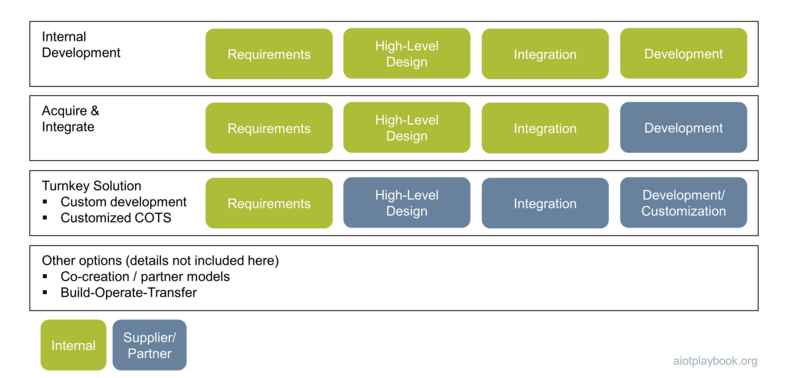 Internal
Development
Requirements
High-Level
Design
Integration
Development
Acquire &
Integrate
Requirements
High-Level
Design
Integration
Development
Turnkey Solution
▪ Custom development
▪ Customized COTS
Requirements
High-Level
Design
Integration
Development/
Customization
Other options (details not included here)
▪ Co-creation / partner models
▪ Build-Operate-Transfer
Internal
Supplier/
Partner
aiotplaybook.org